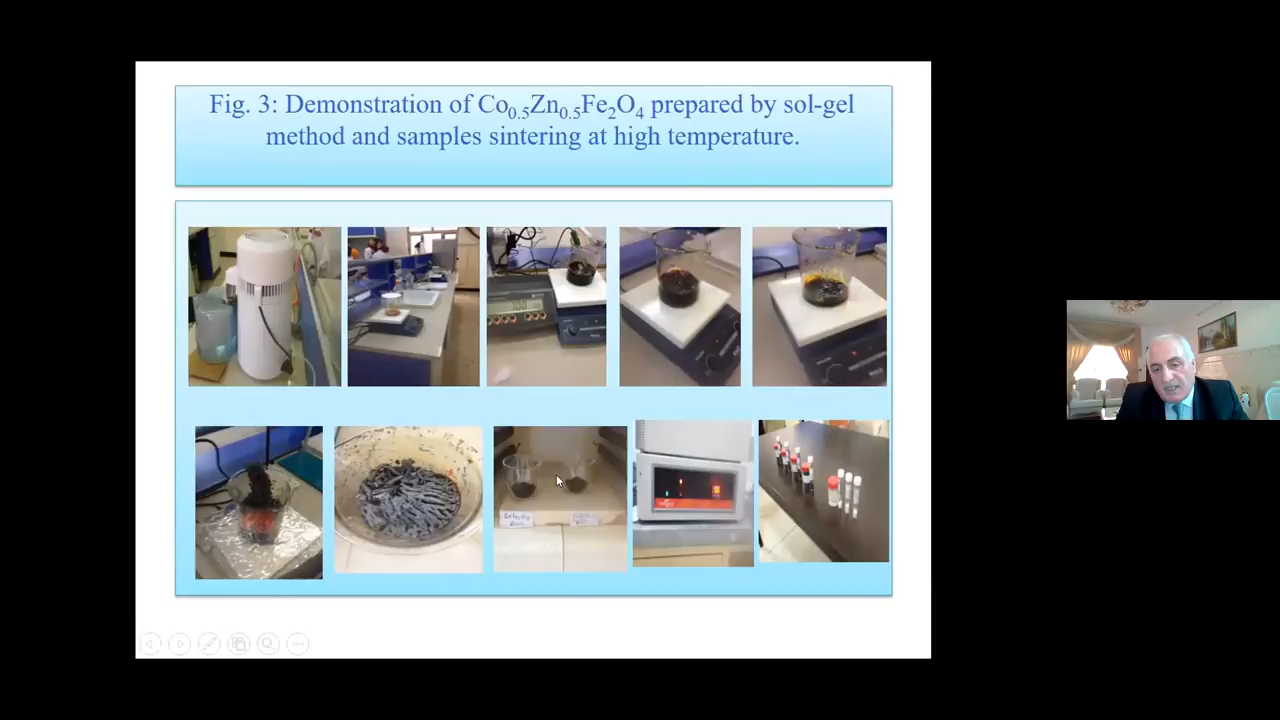 Fig. 3: Demonstration of Co₀.₅Zn₀.₅Fe₂O₄ prepared by sol-gel
method and samples sintering at high temperature.